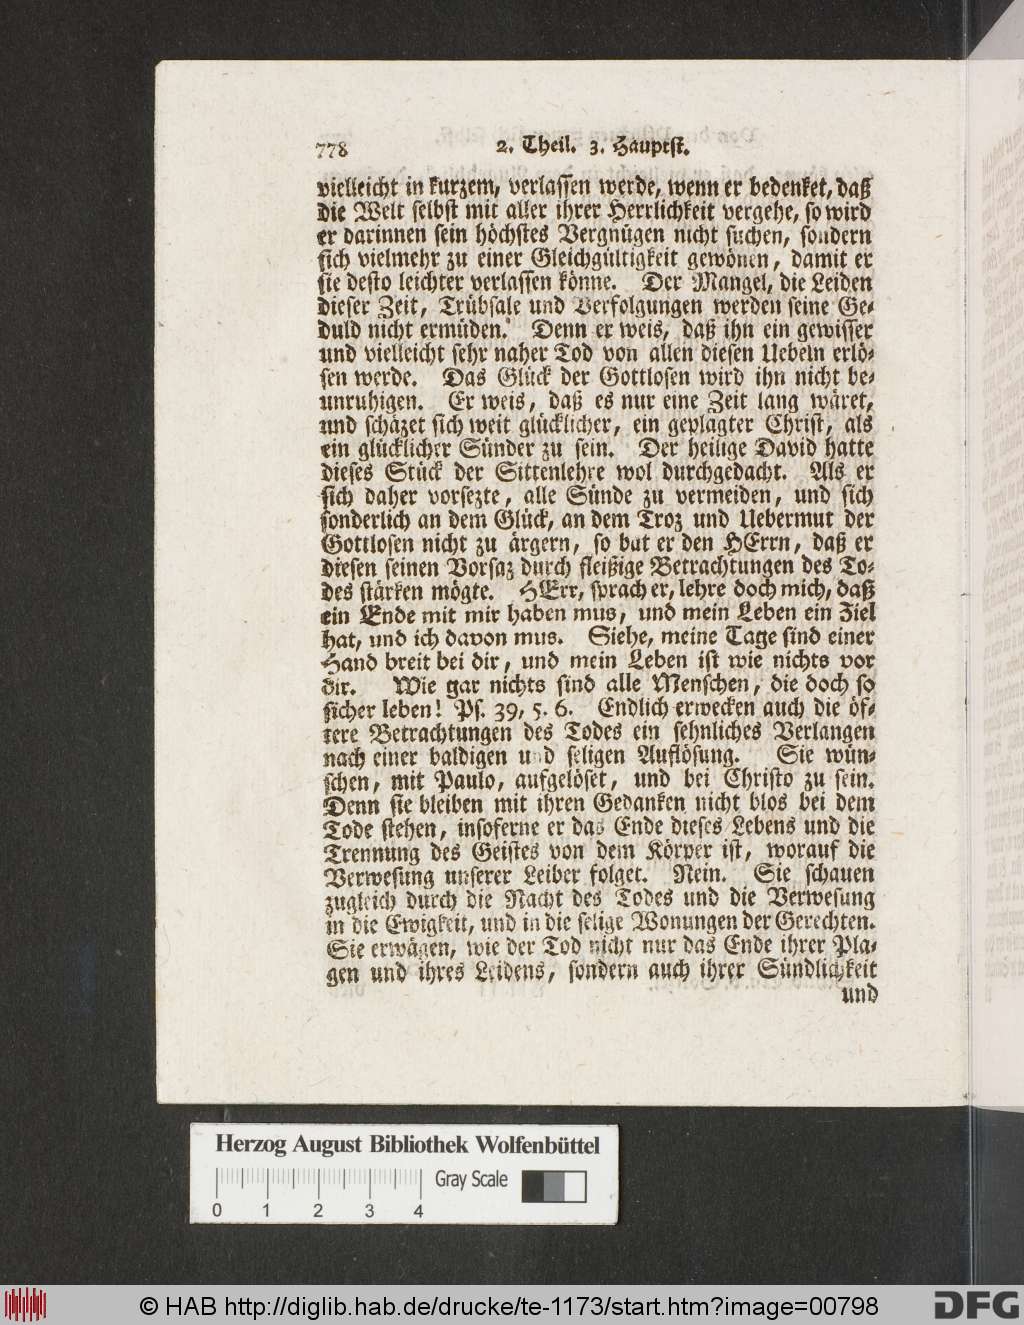 778 2. Theil. 3. Hauptst.
vielleicht in kurzem, verlassen werde, wenn er bedenket, daß
die Welt selbst mit aller ihrer Herrlichkeit vergehe, so wird
er darinnen sein höchstes Vergnügen nicht suchen, sondern
sich vielmehr zu einer Gleichgültigkeit gewönen, damit er
sie desto leichter verlassen könne. Der Mangel, die Leiden
dieser Zeit, Trübsale und Verfolgungen werden seine Ge-
duld nicht ermüden. Denn er weis, daß ihn ein gewisser
und vielleicht sehr naher Tod von allen diesen Uebeln erlö-
sen werde. Das Glück der Gottlosen wird ihn nicht be-
unruhigen. Er weis, daß es nur eine Zeit lang wäret,
und schäzet sich weit glücklicher, ein geplagter Christ, als
ein glücklicher Sünder zu sein. Der heilige David hatte
dieses Stück der Sittenlehre wol durchgedacht. Als er
sich daher vorsezte, alle Sünde zu vermeiden, und sich
sonderlich an dem Glück, an dem Troz und Uebermut der
Gottlosen nicht zu ärgern, so bat er den HErrn, daß er
diesen seinen Vorsaz durch fleißige Betrachtungen des To-
des stärken mögte. HErr, sprach er, lehre doch mich, daß
ein Ende mit mir haben mus, und mein Leben ein Ziel
hat, und ich davon mus. Siehe, meine Tage sind einer
Hand breit bei dir, und mein Leben ist wie nichts vor
dir. Wie gar nichts sind alle Menschen, die doch so
sicher leben! Ps. 39, 5. 6. Endlich erwecken auch die öf-
tere Betrachtungen des Todes ein sehnliches Verlangen
nach einer baldigen und seligen Auflösung. Sie wün-
schen, mit Paulo, aufgelöset, und bei Christo zu sein.
Denn sie bleiben mit ihren Gedanken nicht blos bei dem
Tode stehen, insoferne er das Ende dieses Lebens und die
Trennung des Geistes von dem Körper ist, worauf die
Verwesung unserer Leiber folget. Nein. Sie schauen
zugleich durch die Nacht des Todes und die Verwesung
in die Ewigkeit, und in die selige Wonungen der Gerechten.
Sie erwägen, wie der Tod nicht nur das Ende ihrer Pla-
gen und ihres Leidens, sondern auch ihrer Sündlichkeit
und
Herzog August Bibliothek Wolfenbüttel
Gray Scale
0 1 2 3 4
© HAB http://diglib.hab.de/drucke/te-1173/start.htm?image=00798
DFG